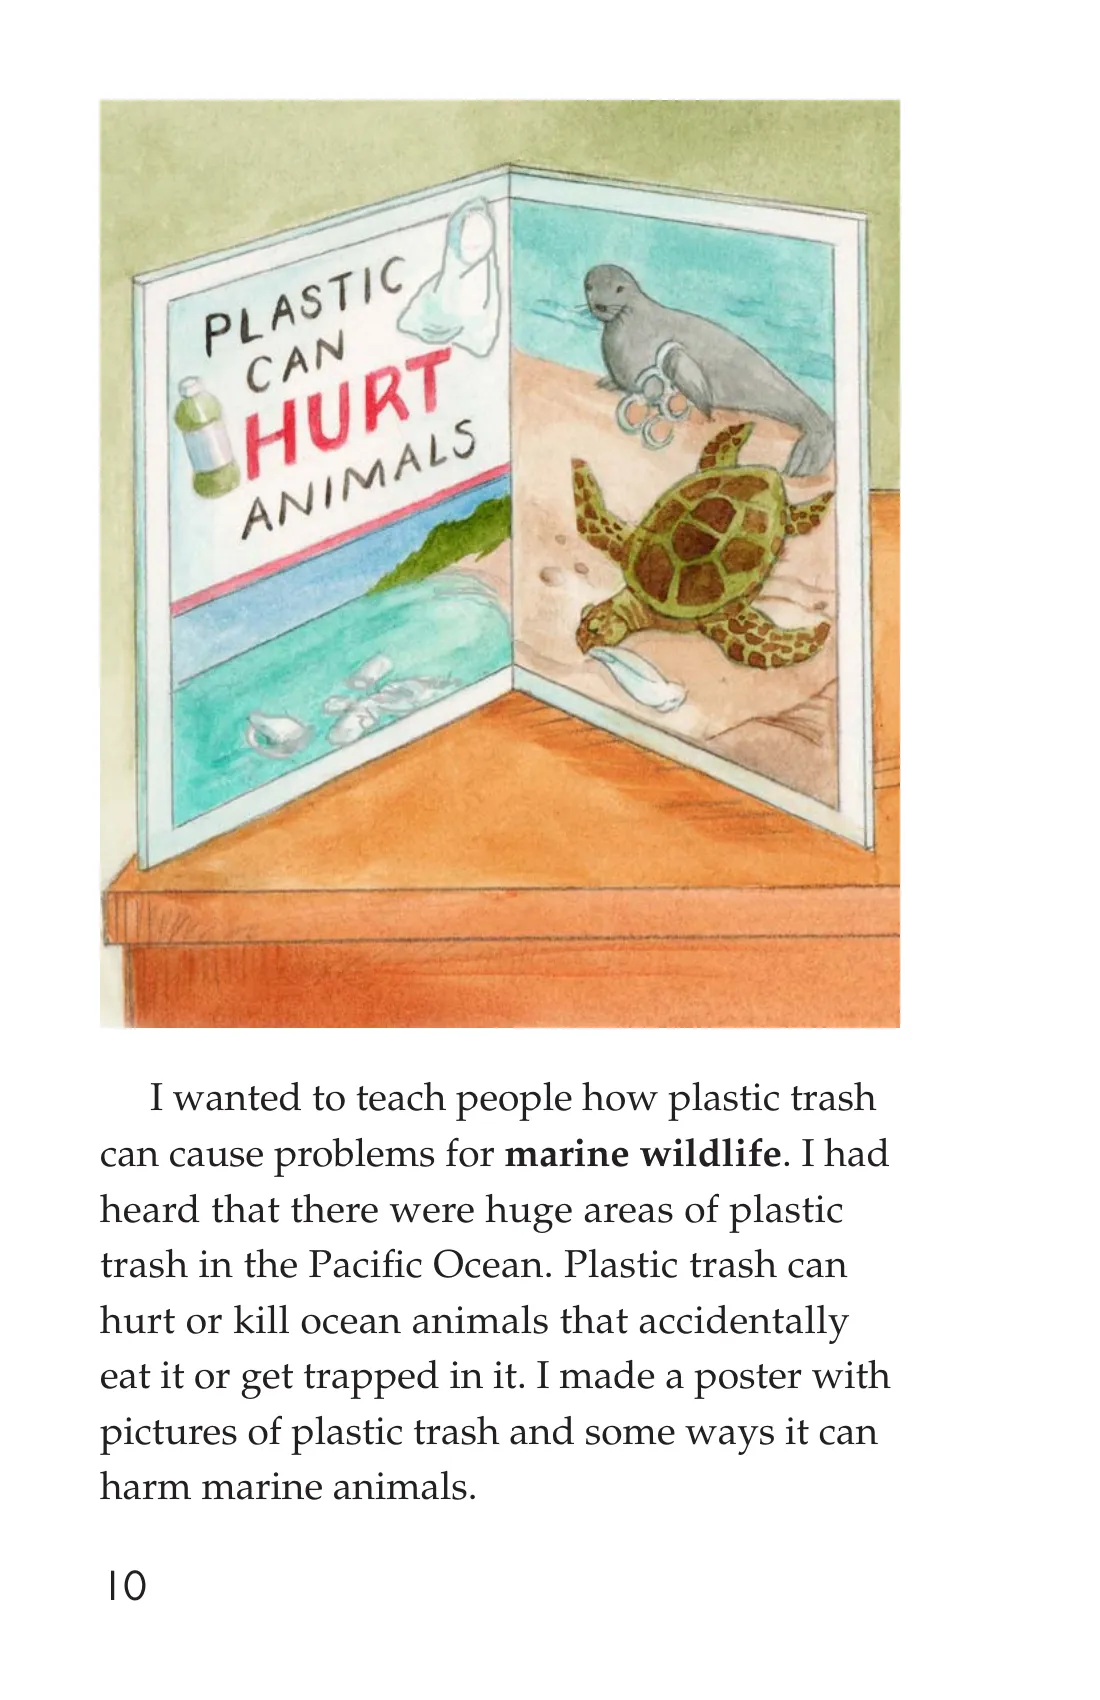 PLASTIC
CAN
HURT
ANIMALS
I wanted to teach people how plastic trash
can cause problems for marine wildlife. I had
heard that there were huge areas of plastic
trash in the Pacific Ocean. Plastic trash can
hurt or kill ocean animals that accidentally
eat it or get trapped in it. I made a poster with
pictures of plastic trash and some ways it can
harm marine animals.
10